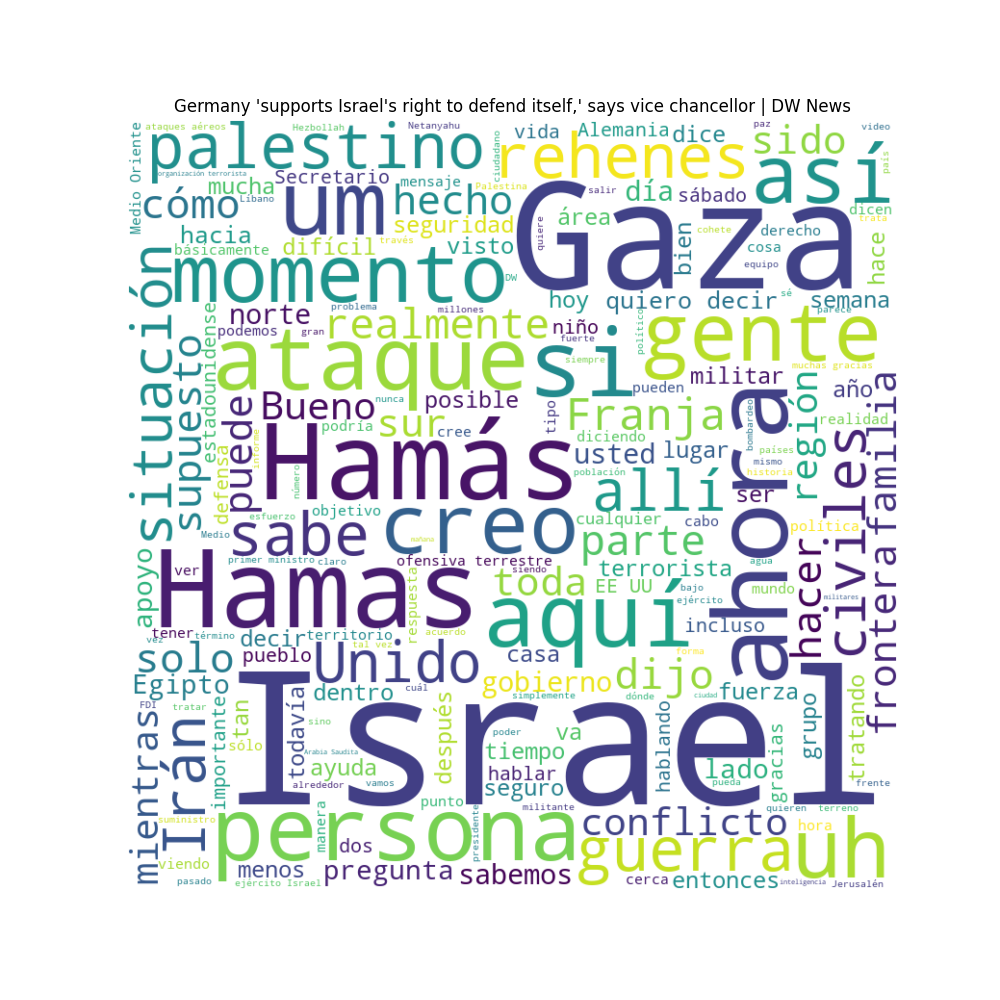 Germany 'supports Israel's right to defend itself,' says vice chancellor | DW News
ataques aéreos
Hezbollah
Netanyahu
ciudadano
vida
Alemania
dice
paz
sido
video
Medio Oriente
palestino
organización terrorista
rehenes
así
país
Secretario
mensaje
Palestina
mucha
Líbano
um
hecho
salir
día
sábado
dicen
cómo
seguridad
quiere
Gaza
área
cohete
derecho
trata
hacia
básicamente
difícil
través
visto
bien
cosa
hace
momento
DW
equipo
hoy
quiero decir
sé
semana
situación
estadounidense
norte
problema
millones
realmente
niño
político
gente
parece
podemos
gran
fuerte
supuesto
ataque
si
siempre
muchas gracias
pueden
militar
región
año
nunca
Bueno
posible
tipo
Franja
ahora
bombardeo
realidad
puede
podría
sur
cree
diciendo
países
civiles
familia
defensa
informe
Hamás
usted
lugar
mismo
número
población
allí
ser
historia
esfuerzo
objetivo
creo
cualquier
cabo
política
Medio
sabe
mañana
parte
frontera
apoyo
primer ministro
claro
ofensiva terrestre
terrorista
agua
hacer
ver
Hamas
respuesta
siendo
toda
EE UU
bajo
mundo
ejército
militares
aquí
incluso
tener
término
vez
decir
territorio
acuerdo
tal vez
solo
pueblo
Unido
casa
forma
Egipto
dentro
cuál
gobierno
dijo
fuerza
FDI
tratar
importante
tan
todavía
Israel
simplemente
dónde
ciudad
grupo
tratando
mientras
Irán
sino
después
poder
va
hablando
sólo
Arabia Saudita
tiempo
gracias
ayuda
hablar
lado
alrededor
vamos
seguro
pueda
frente
suministro
manera
punto
militante
quieren
terreno
persona
presidente
conflicto
hora
viendo
dos
guerra
uh
menos
pregunta
sabemos
pasado
ejército Israel
cerca
entonces
inteligencia
Jerusalén